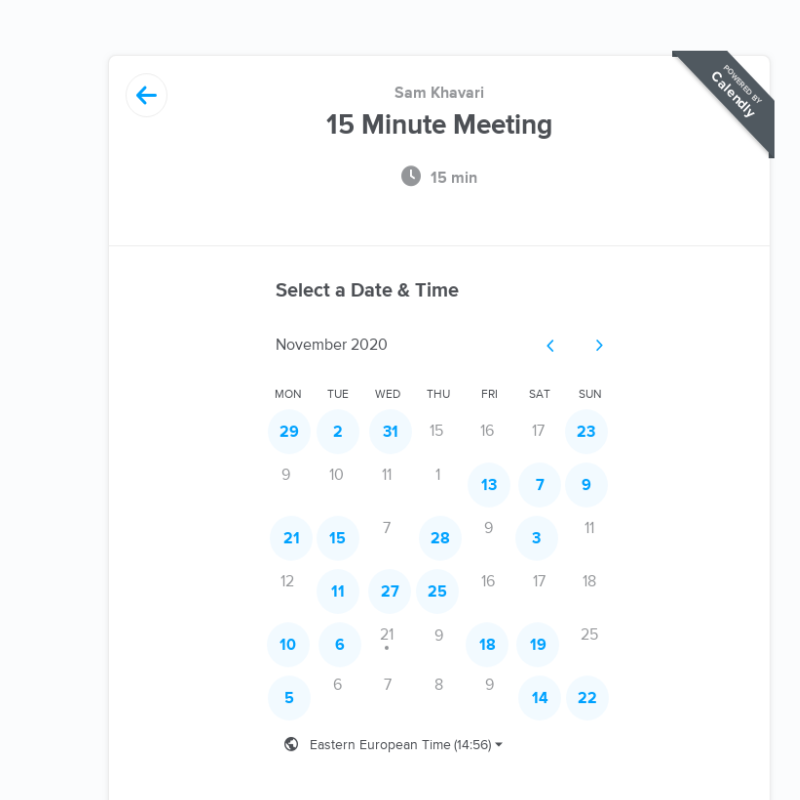 POWERED BY
Calendly
Sam Khavari
15 Minute Meeting
15 min
Select a Date & Time
November 2020
MON TUE WED THU FRI SAT SUN
29 2 31 15 16 17 23
9 10 11 1 13 7 9
21 15 7 28 9 3 11
12 11 27 25 16 17 18
10 6 21 9 18 19 25
5 6 7 8 9 14 22
Eastern European Time (14:56)